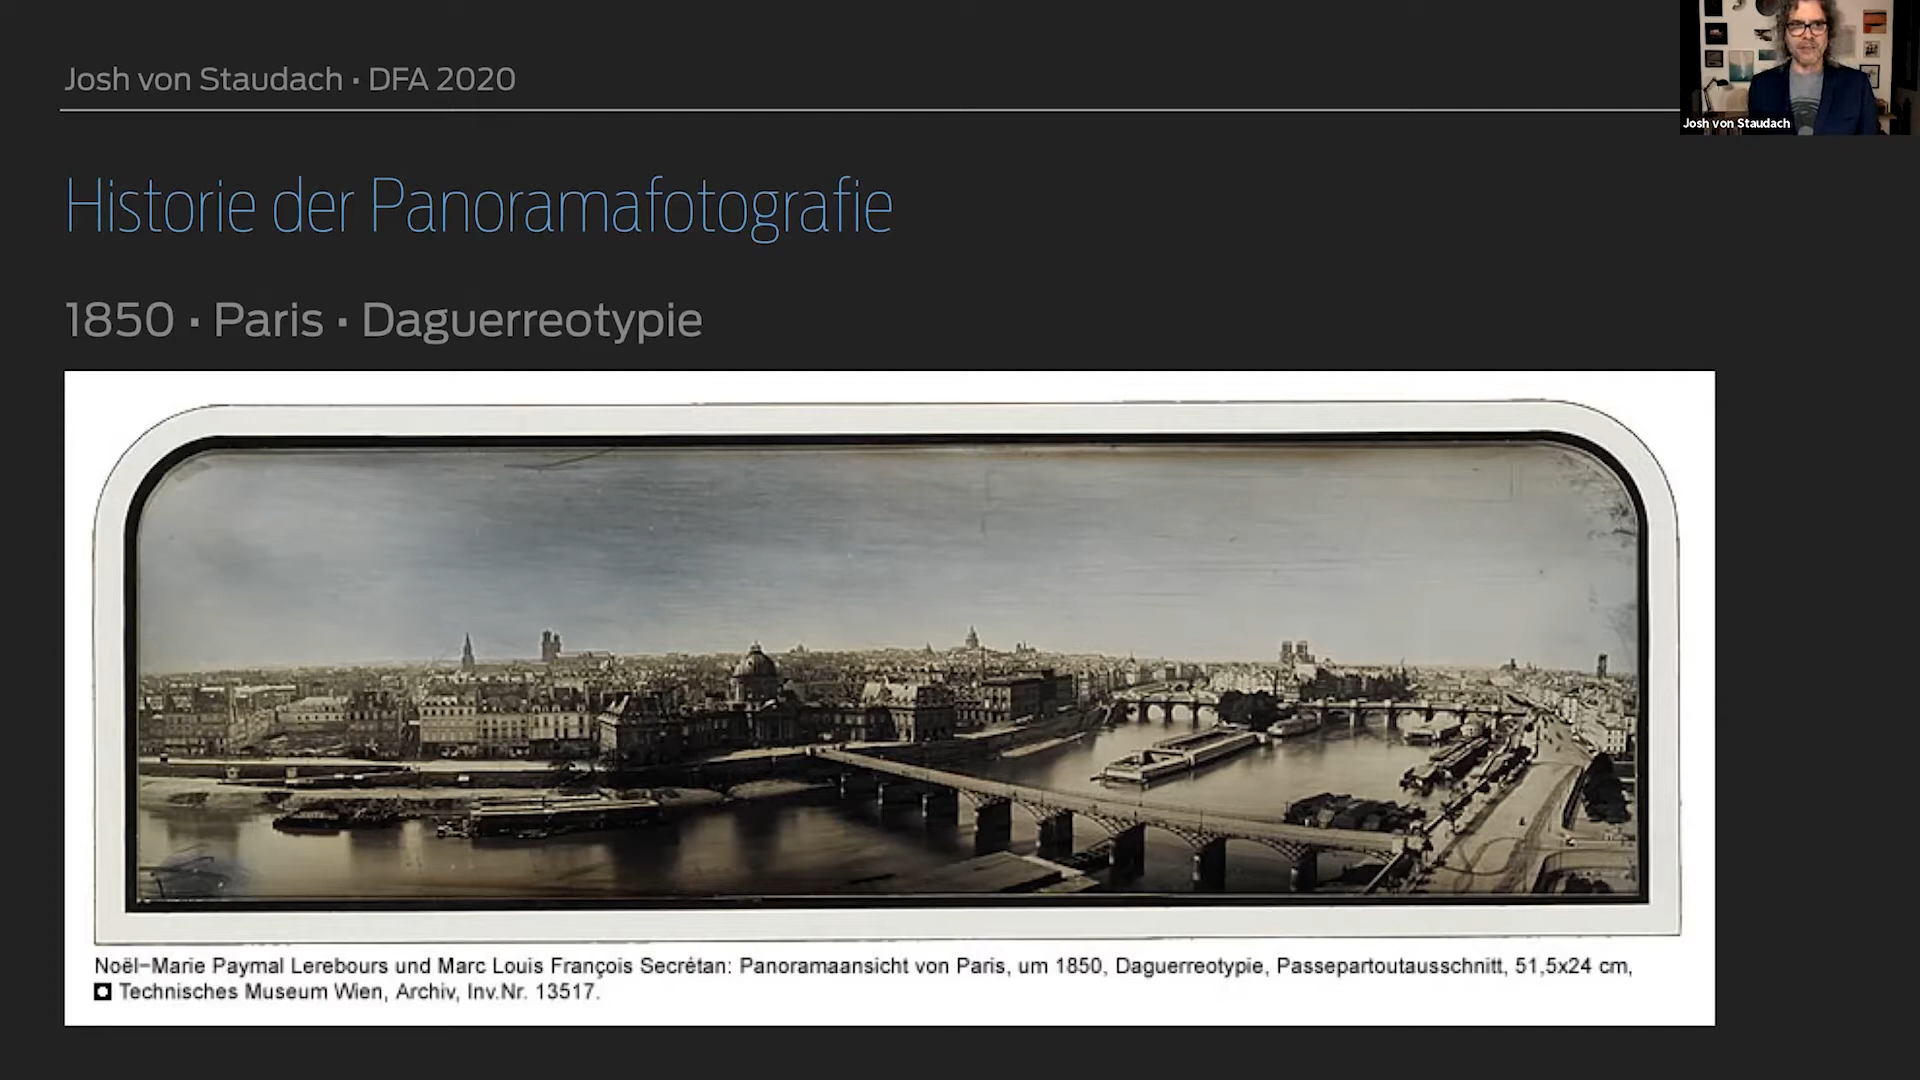 Josh von Staudach • DFA 2020
Josh von Staudach
Historie der Panoramafotografie
1850 • Paris • Daguerreotypie
Noël-Marie Paymal Lerebours und Marc Louis François Secrétan: Panoramaansicht von Paris, um 1850, Daguerreotypie, Passepartoutausschnitt, 51,5x24 cm,
Technisches Museum Wien, Archiv, Inv.Nr. 13517.